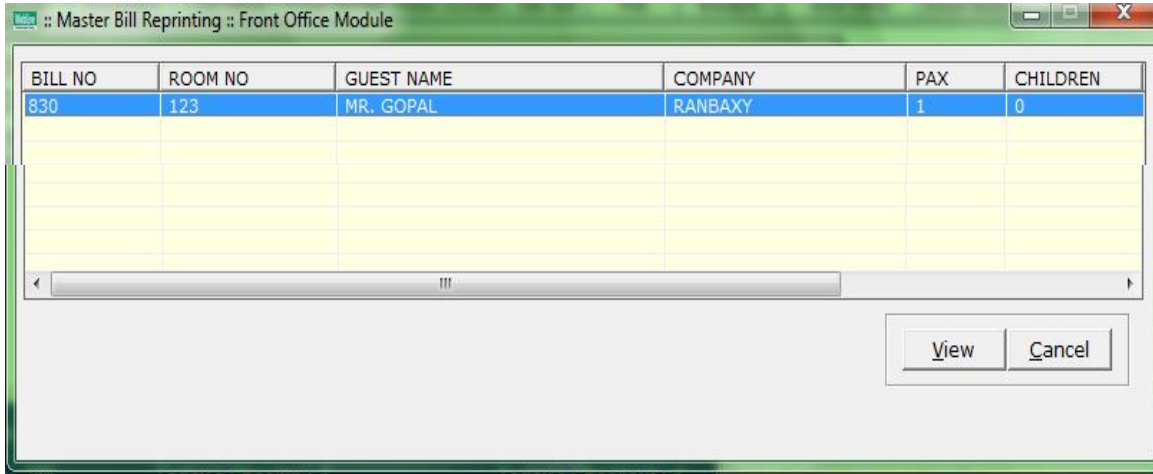 :: Master Bill Reprinting :: Front Office Module
BILL NO ROOM NO GUEST NAME COMPANY PAX CHILDREN
830 123 MR. GOPAL RANBAXY 1 0
View Cancel